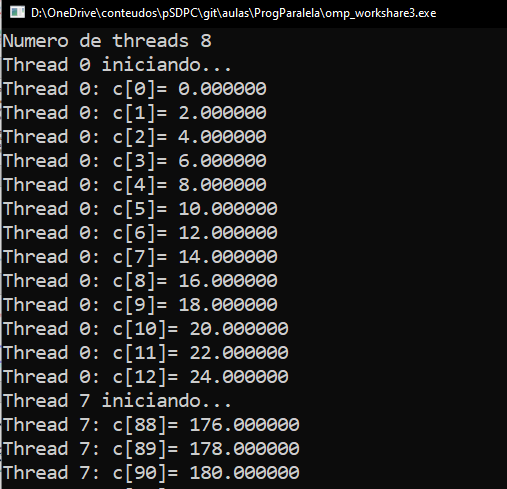 D:\OneDrive\conteudos\pSDPC\git\aulas\ProgParalela\omp_workshare3.exe
Numero de threads 8
Thread 0 iniciando...
Thread 0: c[0]= 0.000000
Thread 0: c[1]= 2.000000
Thread 0: c[2]= 4.000000
Thread 0: c[3]= 6.000000
Thread 0: c[4]= 8.000000
Thread 0: c[5]= 10.000000
Thread 0: c[6]= 12.000000
Thread 0: c[7]= 14.000000
Thread 0: c[8]= 16.000000
Thread 0: c[9]= 18.000000
Thread 0: c[10]= 20.000000
Thread 0: c[11]= 22.000000
Thread 0: c[12]= 24.000000
Thread 7 iniciando...
Thread 7: c[88]= 176.000000
Thread 7: c[89]= 178.000000
Thread 7: c[90]= 180.000000